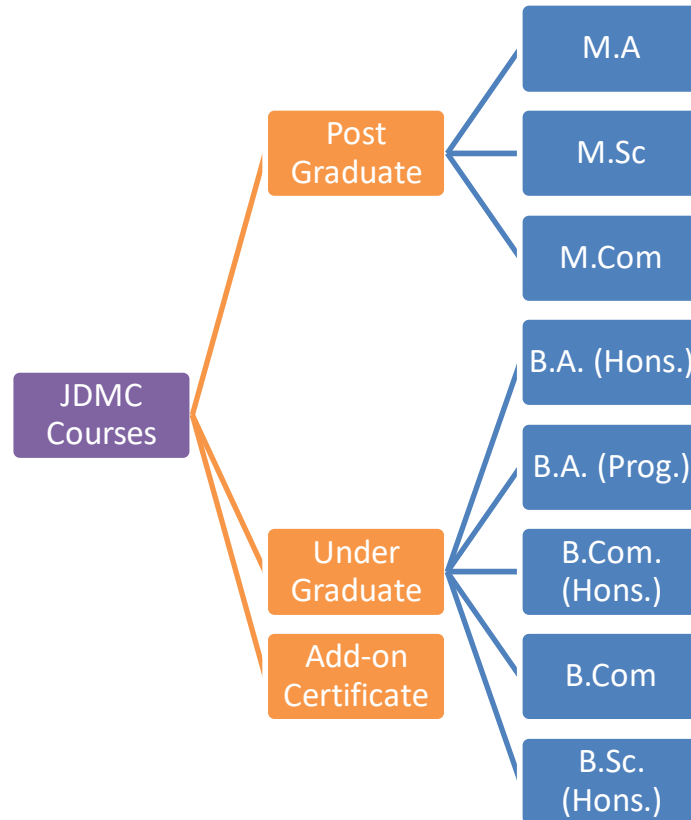 JDMC
Courses
Post
Graduate
M.A
M.Sc
M.Com
Under
Graduate
B.A. (Hons.)
B.A. (Prog.)
B.Com.
(Hons.)
B.Com
B.Sc.
(Hons.)
Add-on
Certificate